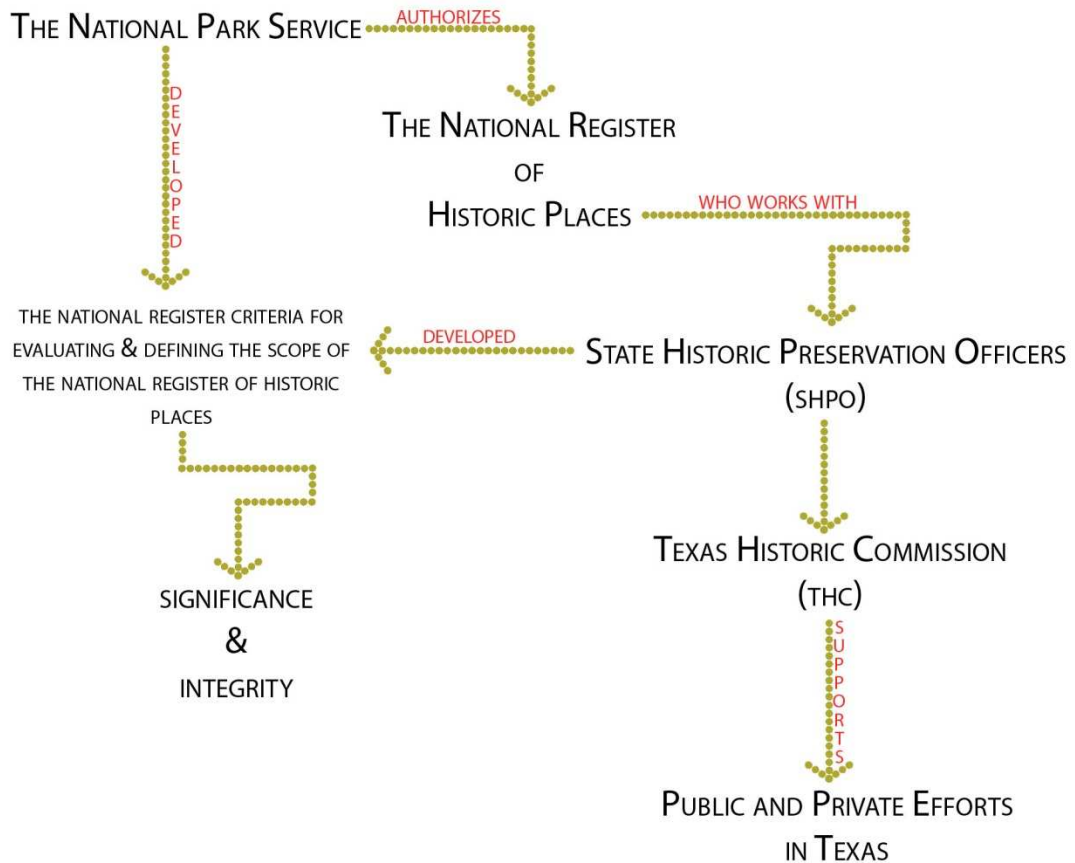 The National Park Service
AUTHORIZES
DEVELOPED
The National Register
of
Historic Places
WHO WORKS WITH
the national register criteria for
evaluating & defining the scope of
the national register of historic
places
DEVELOPED
State Historic Preservation Officers
(SHPO)
significance
&
integrity
Texas Historic Commission
(THC)
SUPPORTS
Public and Private Efforts
in Texas